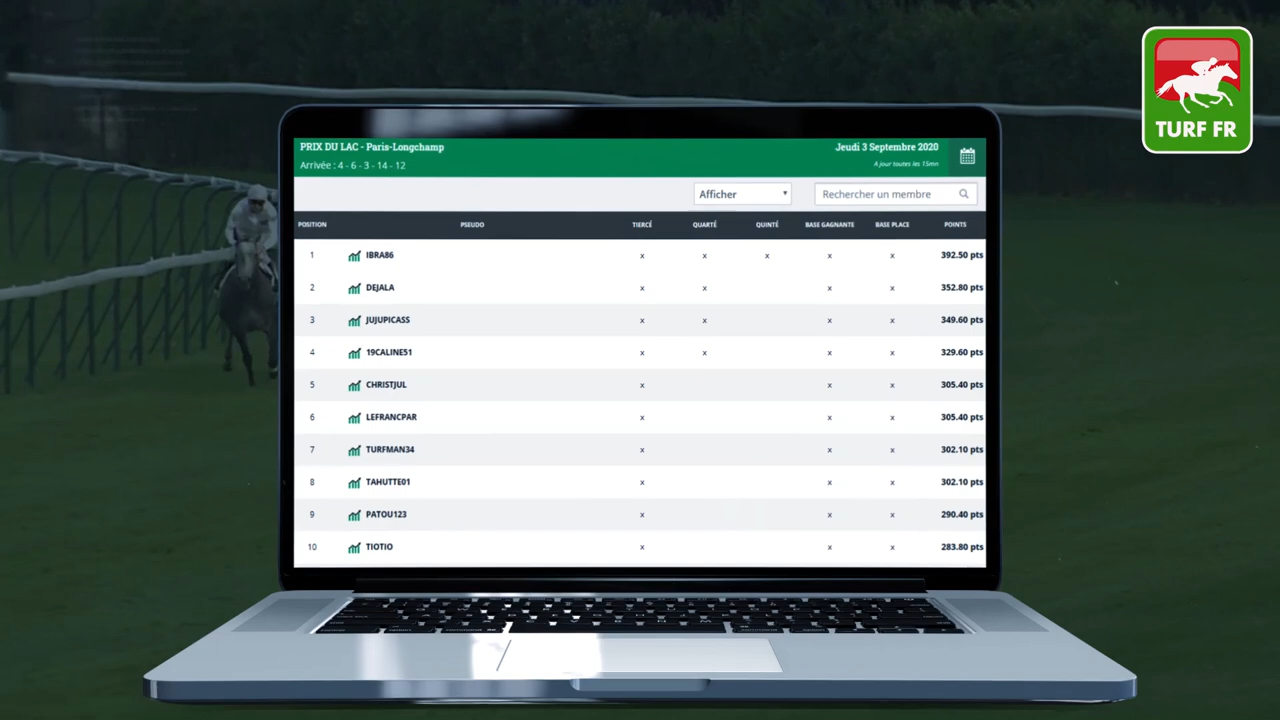 TURF FR
PRIX DU LAC - Paris-Longchamp
Jeudi 3 Septembre 2020
Arrivée : 4 - 6 - 3 - 14 - 12
A jour toutes les 15mn
Afficher
Rechercher un membre
POSITION PSEUDO TIERCÉ QUARTÉ QUINTÉ BASE GAGNANTE BASE PLACE POINTS
1 IBRA86 x x x x x 392.50 pts
2 DEJALA x x x x 352.80 pts
3 JUJUPICASS x x x x 349.60 pts
4 19CALINE51 x x x x 329.60 pts
5 CHRISTJUL x x x 305.40 pts
6 LEFRANCPAR x x x 305.40 pts
7 TURFMAN34 x x x 302.10 pts
8 TAHUTTE01 x x x 302.10 pts
9 PATOU123 x x x 290.40 pts
10 TIOTIO x x x 283.80 pts